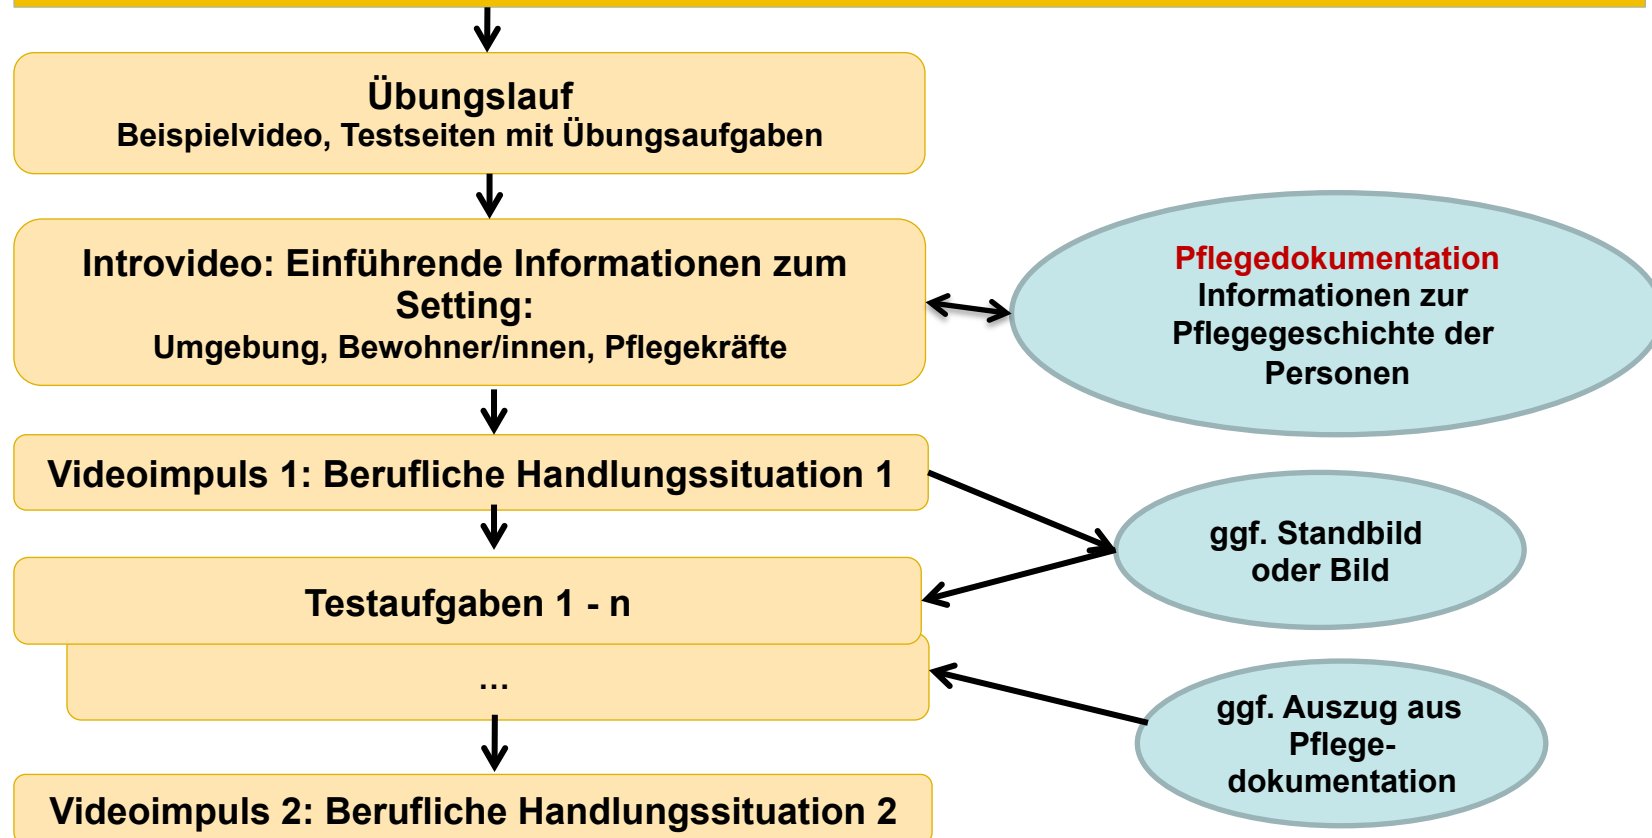 Übungslauf
Beispielvideo, Testseiten mit Übungsaufgaben
Introvideo: Einführende Informationen zum
Setting:
Umgebung, Bewohner/innen, Pflegekräfte
Pflegedokumentation
Informationen zur
Pflegegeschichte der
Personen
Videoimpuls 1: Berufliche Handlungssituation 1
ggf. Standbild
oder Bild
Testaufgaben 1 - n
...
ggf. Auszug aus
Pflege-
dokumentation
Videoimpuls 2: Berufliche Handlungssituation 2